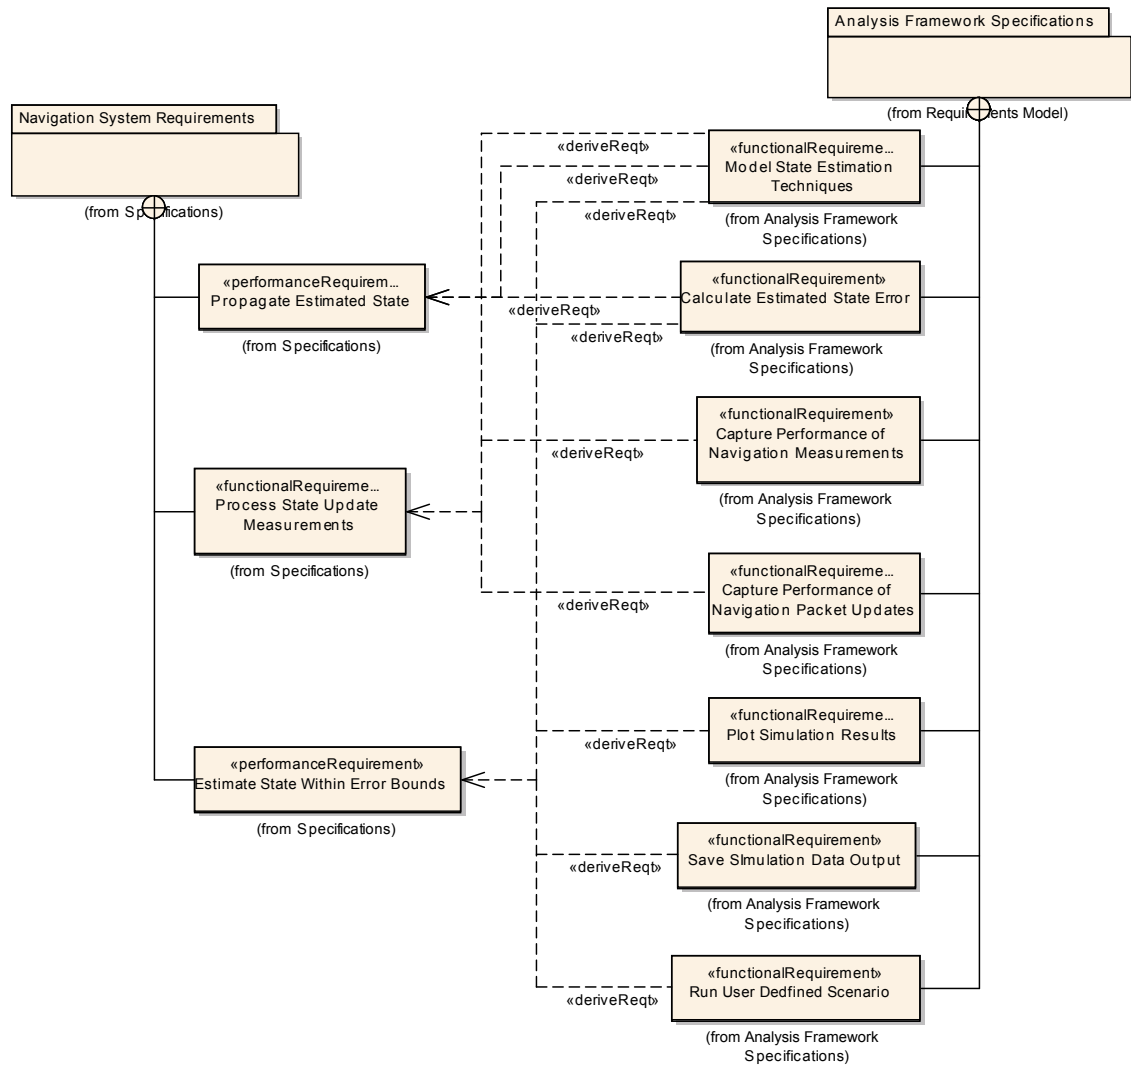 Analysis Framework Specifications
(from Requirements Model)
Navigation System Requirements
(from Specifications)
«deriveReqt»
«deriveReqt»
«deriveReqt»
«functionalRequireme...
Model State Estimation
Techniques
(from Analysis Framework
Specifications)
«performanceRequirem...
Propagate Estimated State
(from Specifications)
«deriveReqt»
«deriveReqt»
«functionalRequirement»
Calculate Estimated State Error
(from Analysis Framework
Specifications)
«deriveReqt»
«functionalRequirement»
Capture Performance of
Navigation Measurements
(from Analysis Framework
Specifications)
«functionalRequireme...
Process State Update
Measurements
(from Specifications)
«deriveReqt»
«functionalRequireme...
Capture Performance of
Navigation Packet Updates
(from Analysis Framework
Specifications)
«deriveReqt»
«functionalRequireme...
Plot Simulation Results
(from Analysis Framework
Specifications)
«performanceRequirement»
Estimate State Within Error Bounds
(from Specifications)
«deriveReqt»
«functionalRequirement»
Save SImulation Data Output
(from Analysis Framework
Specifications)
«deriveReqt»
«functionalRequirement»
Run User Dedfined Scenario
(from Analysis Framework
Specifications)